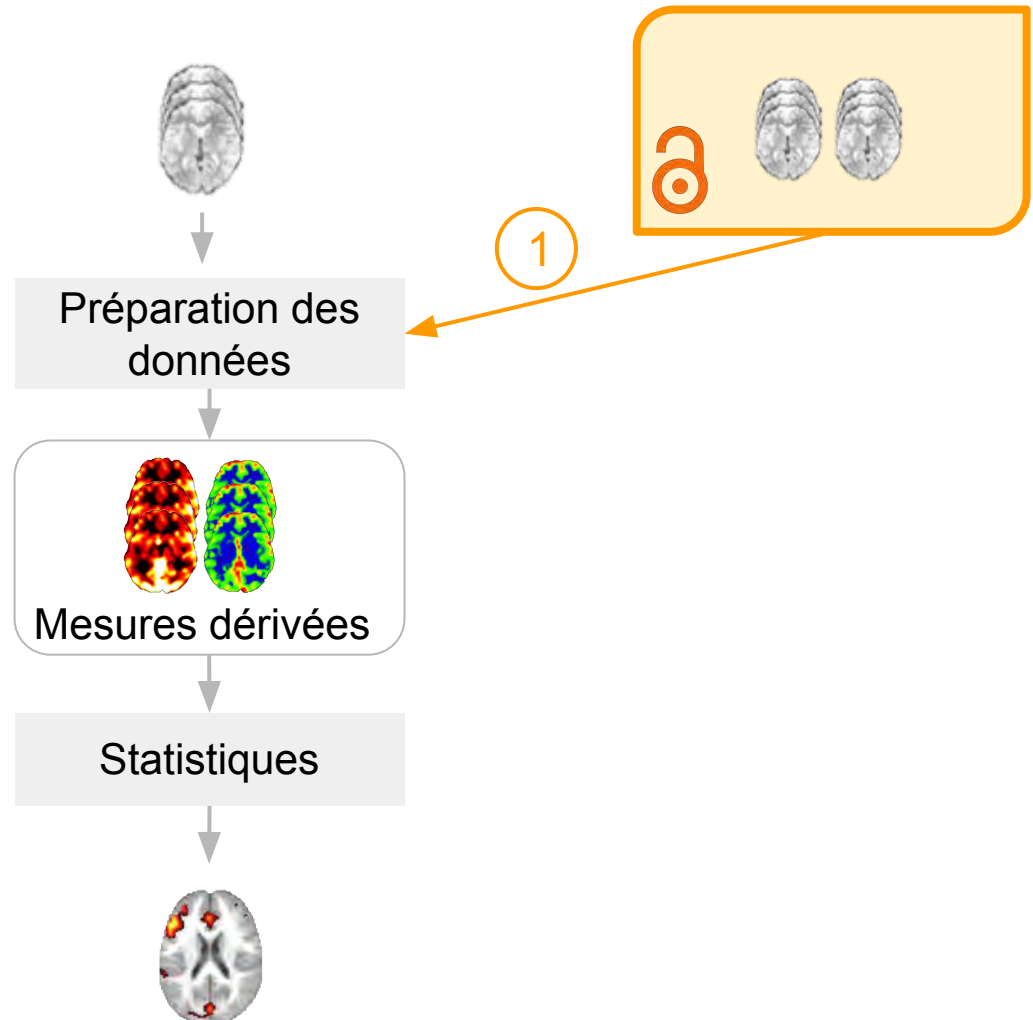 1
Préparation des
données
Mesures dérivées
Statistiques